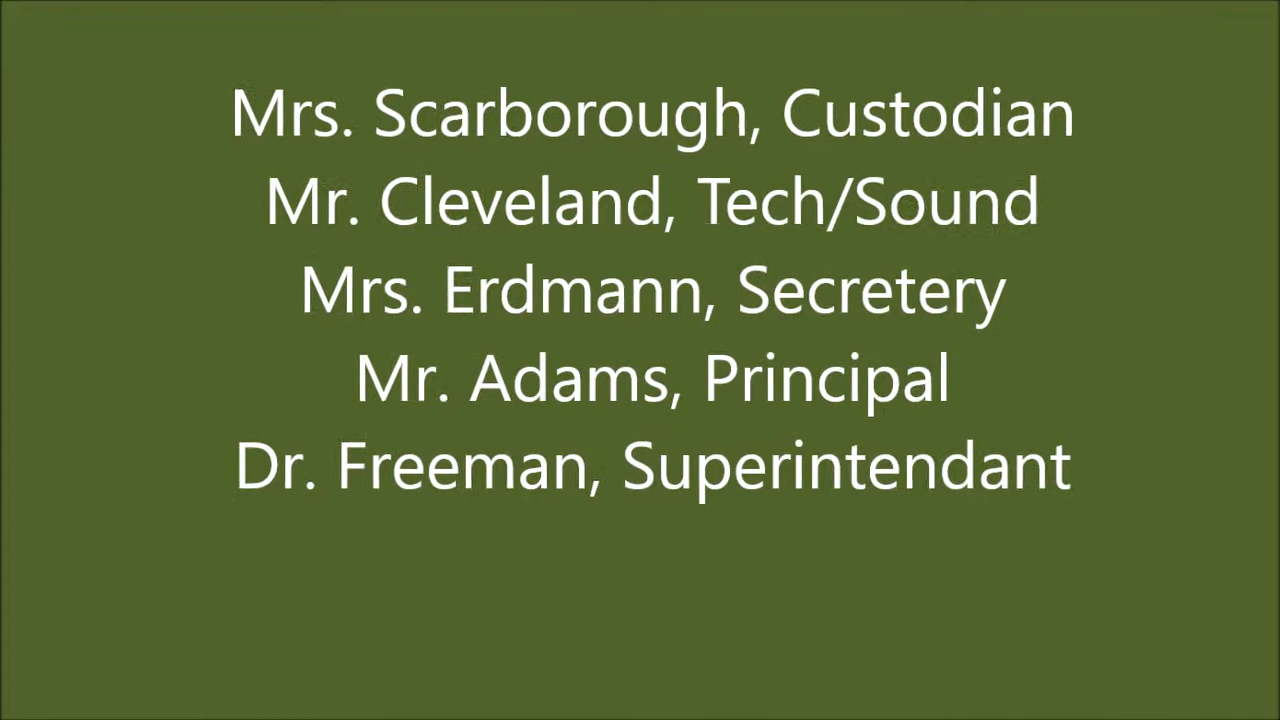 Mrs. Scarborough, Custodian
Mr. Cleveland, Tech/Sound
Mrs. Erdmann, Secretery
Mr. Adams, Principal
Dr. Freeman, Superintendant